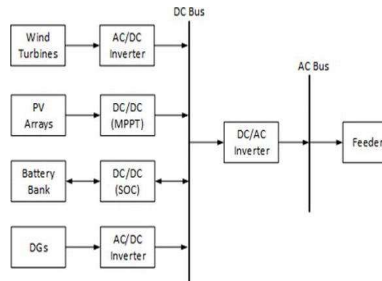 DC Bus
Wind
Turbines
AC/DC
Inverter
AC Bus
PV
Arrays
DC/DC
(MPPT)
DC/AC
Inverter
Feeder
Battery
Bank
DC/DC
(SOC)
DGs
AC/DC
Inverter